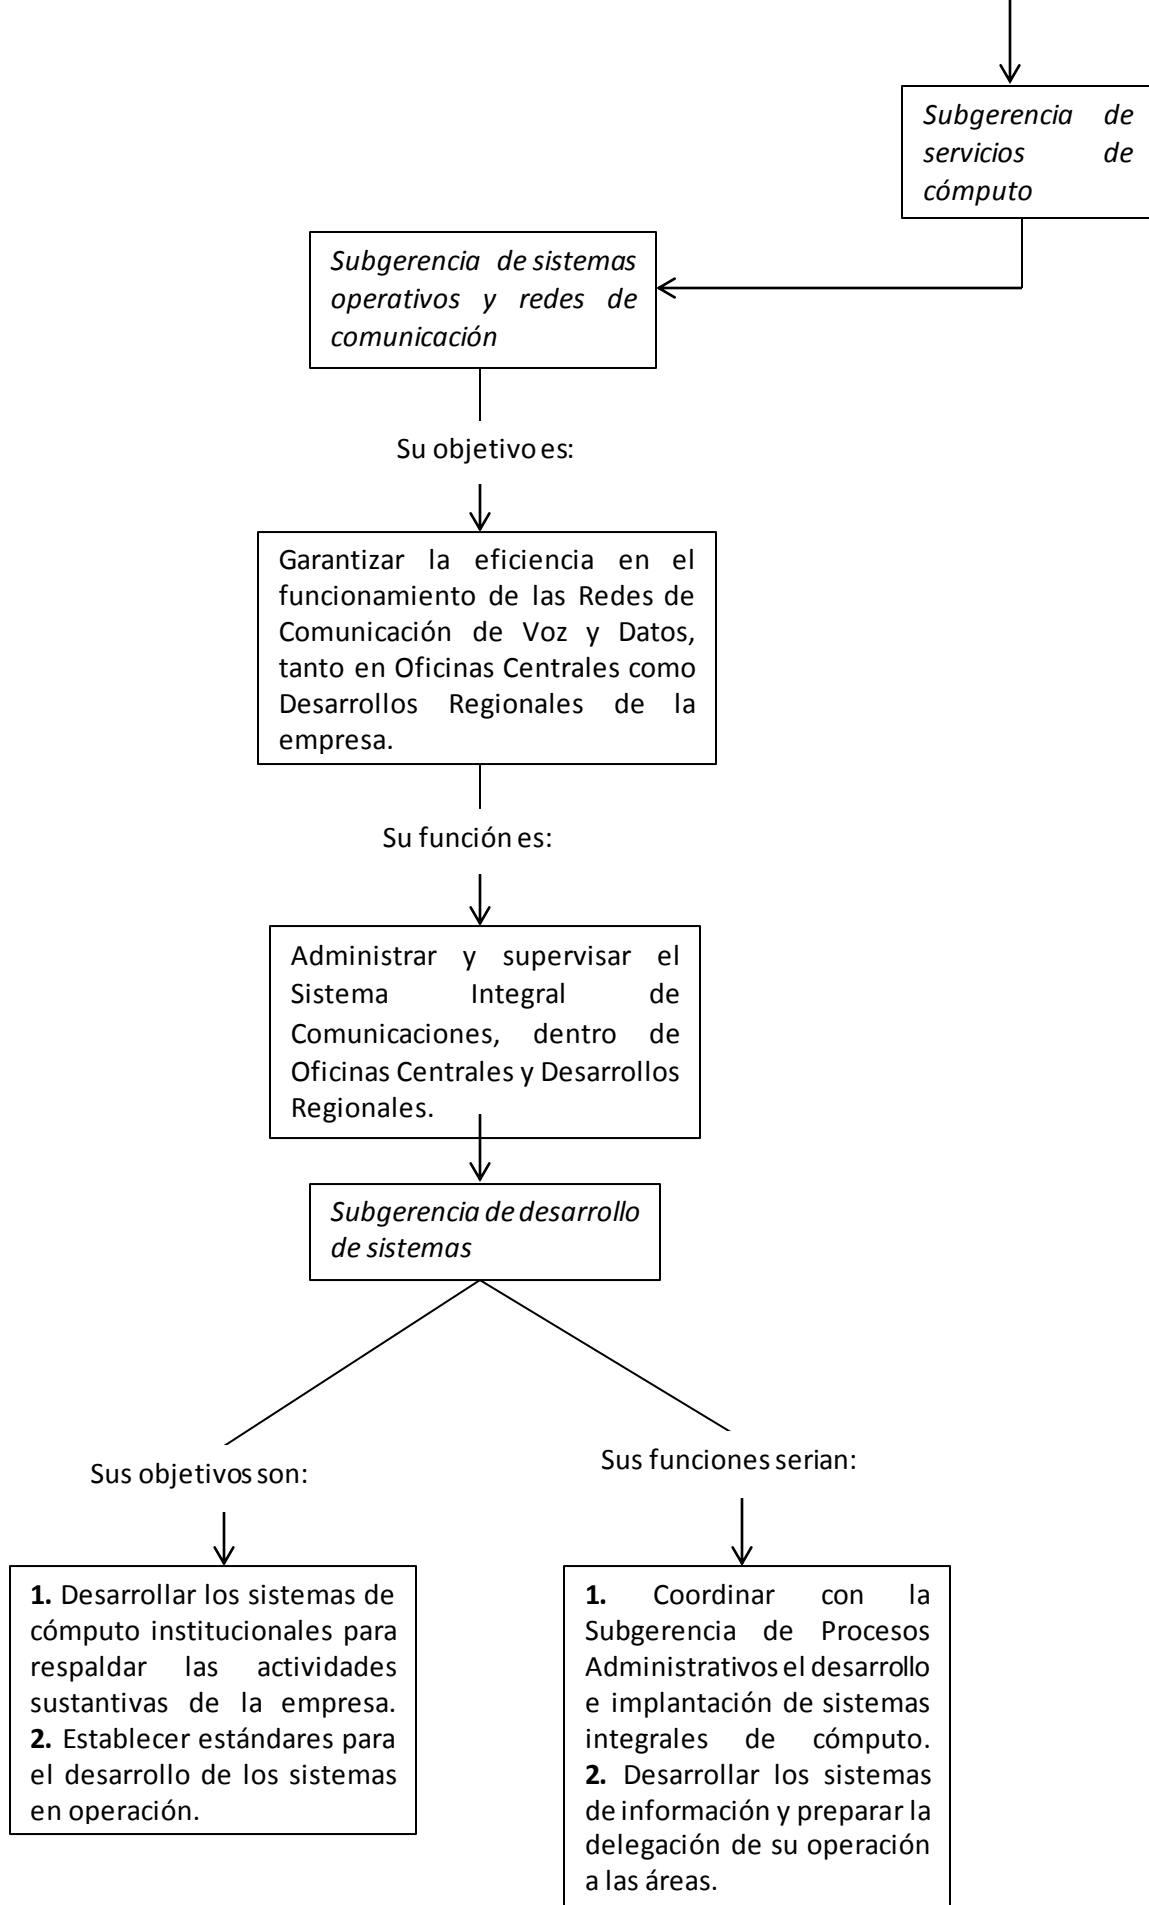 Subgerencia de
servicios de
cómputo
Subgerencia de sistemas
operativos y redes de
comunicación
Su objetivo es:
Garantizar la eficiencia en el
funcionamiento de las Redes de
Comunicación de Voz y Datos,
tanto en Oficinas Centrales como
Desarrollos Regionales de la
empresa.
Su función es:
Administrar y supervisar el
Sistema Integral de
Comunicaciones, dentro de
Oficinas Centrales y Desarrollos
Regionales.
Subgerencia de desarrollo
de sistemas
Sus objetivos son:
1. Desarrollar los sistemas de
cómputo institucionales para
respaldar las actividades
sustantivas de la empresa.
2. Establecer estándares para
el desarrollo de los sistemas
en operación.
Sus funciones serian:
1. Coordinar con la
Subgerencia de Procesos
Administrativos el desarrollo
e implantación de sistemas
integrales de cómputo.
2. Desarrollar los sistemas
de información y preparar la
delegación de su operación
a las áreas.